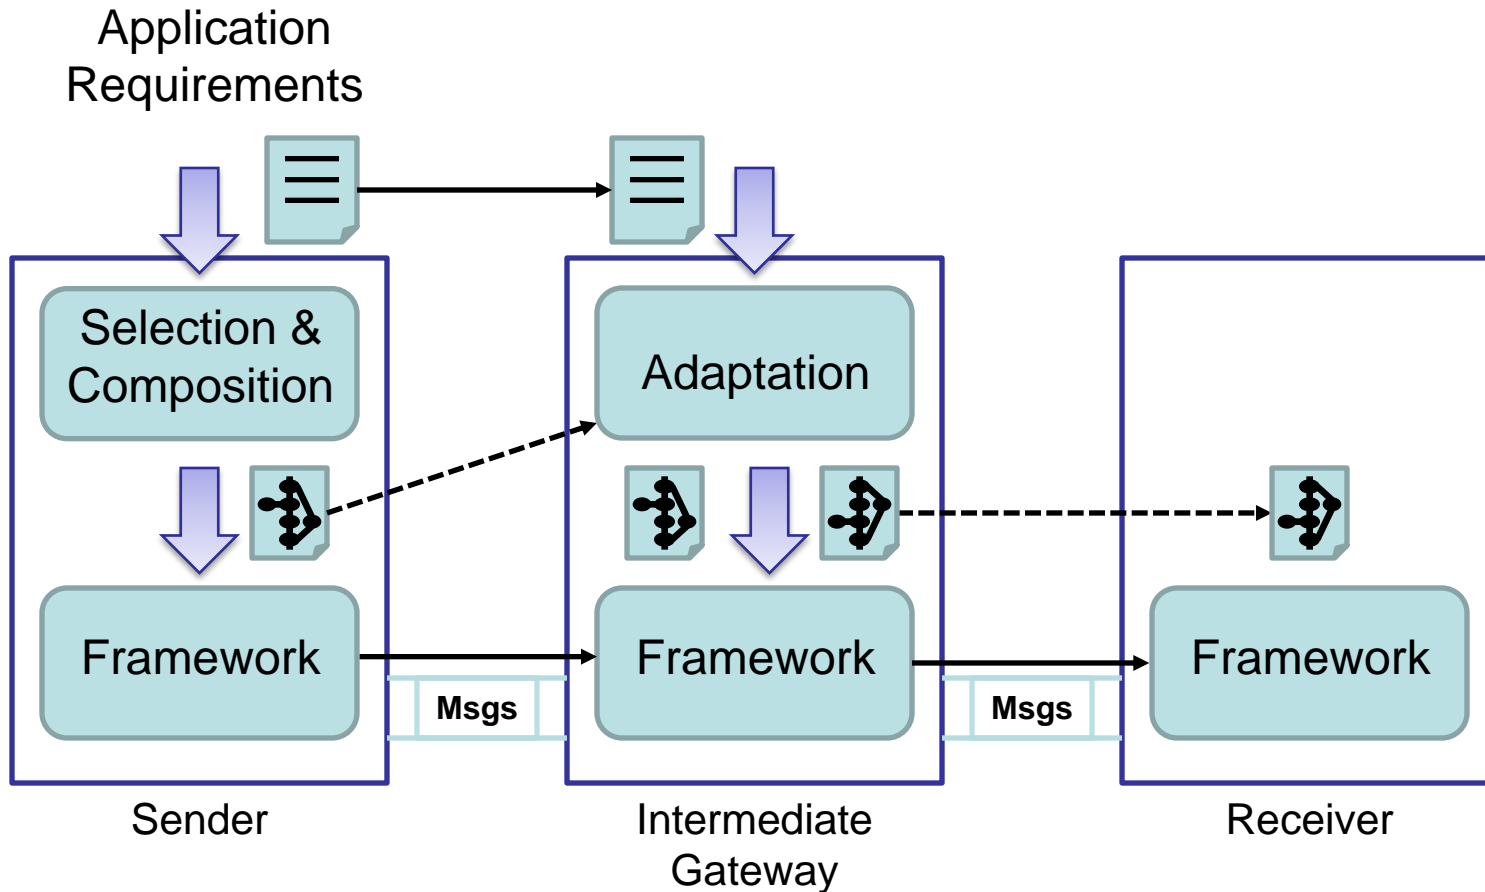 Application
Requirements
Selection &
Composition
Adaptation
Framework
Framework
Framework
Msgs
Msgs
Sender
Intermediate
Gateway
Receiver